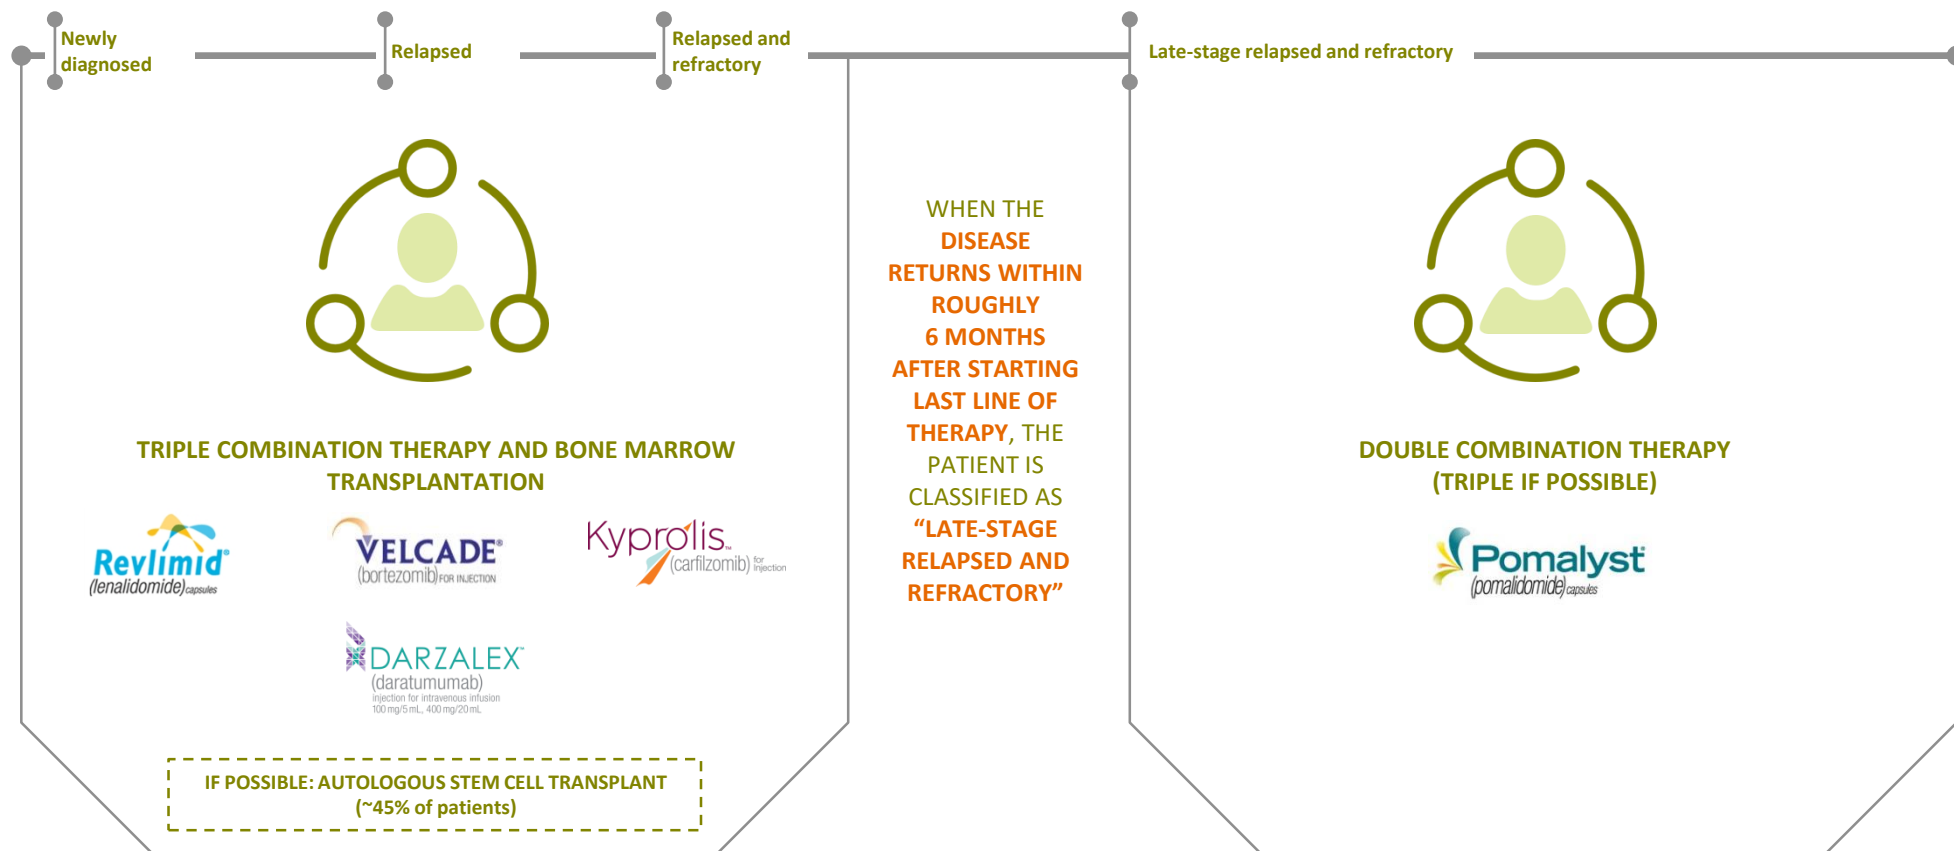 Newly
diagnosed
Relapsed
Relapsed and
refractory
Late-stage relapsed and refractory
TRIPLE COMBINATION THERAPY AND BONE MARROW
TRANSPLANTATION
Revlimid®
(lenalidomide) capsules
VELCADE®
(bortezomib) FOR INJECTION
Kyprolis™
(carfilzomib) for
Injection
DARZALEX™
(daratumumab)
injection for intravenous infusion
100 mg/5 mL, 400 mg/20 mL
IF POSSIBLE: AUTOLOGOUS STEM CELL TRANSPLANT
(~45% of patients)
WHEN THE
DISEASE
RETURNS WITHIN
ROUGHLY
6 MONTHS
AFTER STARTING
LAST LINE OF
THERAPY, THE
PATIENT IS
CLASSIFIED AS
“LATE-STAGE
RELAPSED AND
REFRACTORY”
DOUBLE COMBINATION THERAPY
(TRIPLE IF POSSIBLE)
Pomalyst®
(pomalidomide) capsules